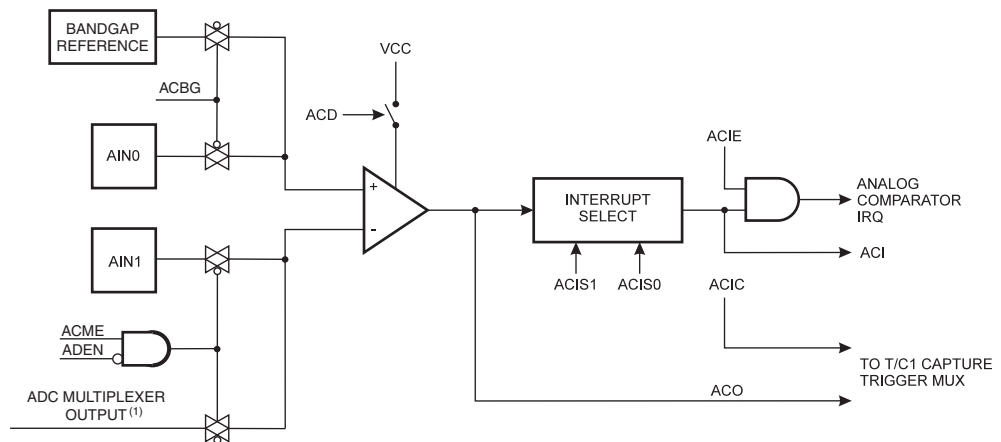 BANDGAP
REFERENCE
ACBG
AIN0
VCC
ACD
+
-
INTERRUPT
SELECT
ACIS1
ACIS0
ACIE
ANALOG
COMPARATOR
IRQ
ACI
AIN1
ACME
ADEN
ADC MULTIPLEXER
OUTPUT (1)
ACIC
TO T/C1 CAPTURE
TRIGGER MUX
ACO